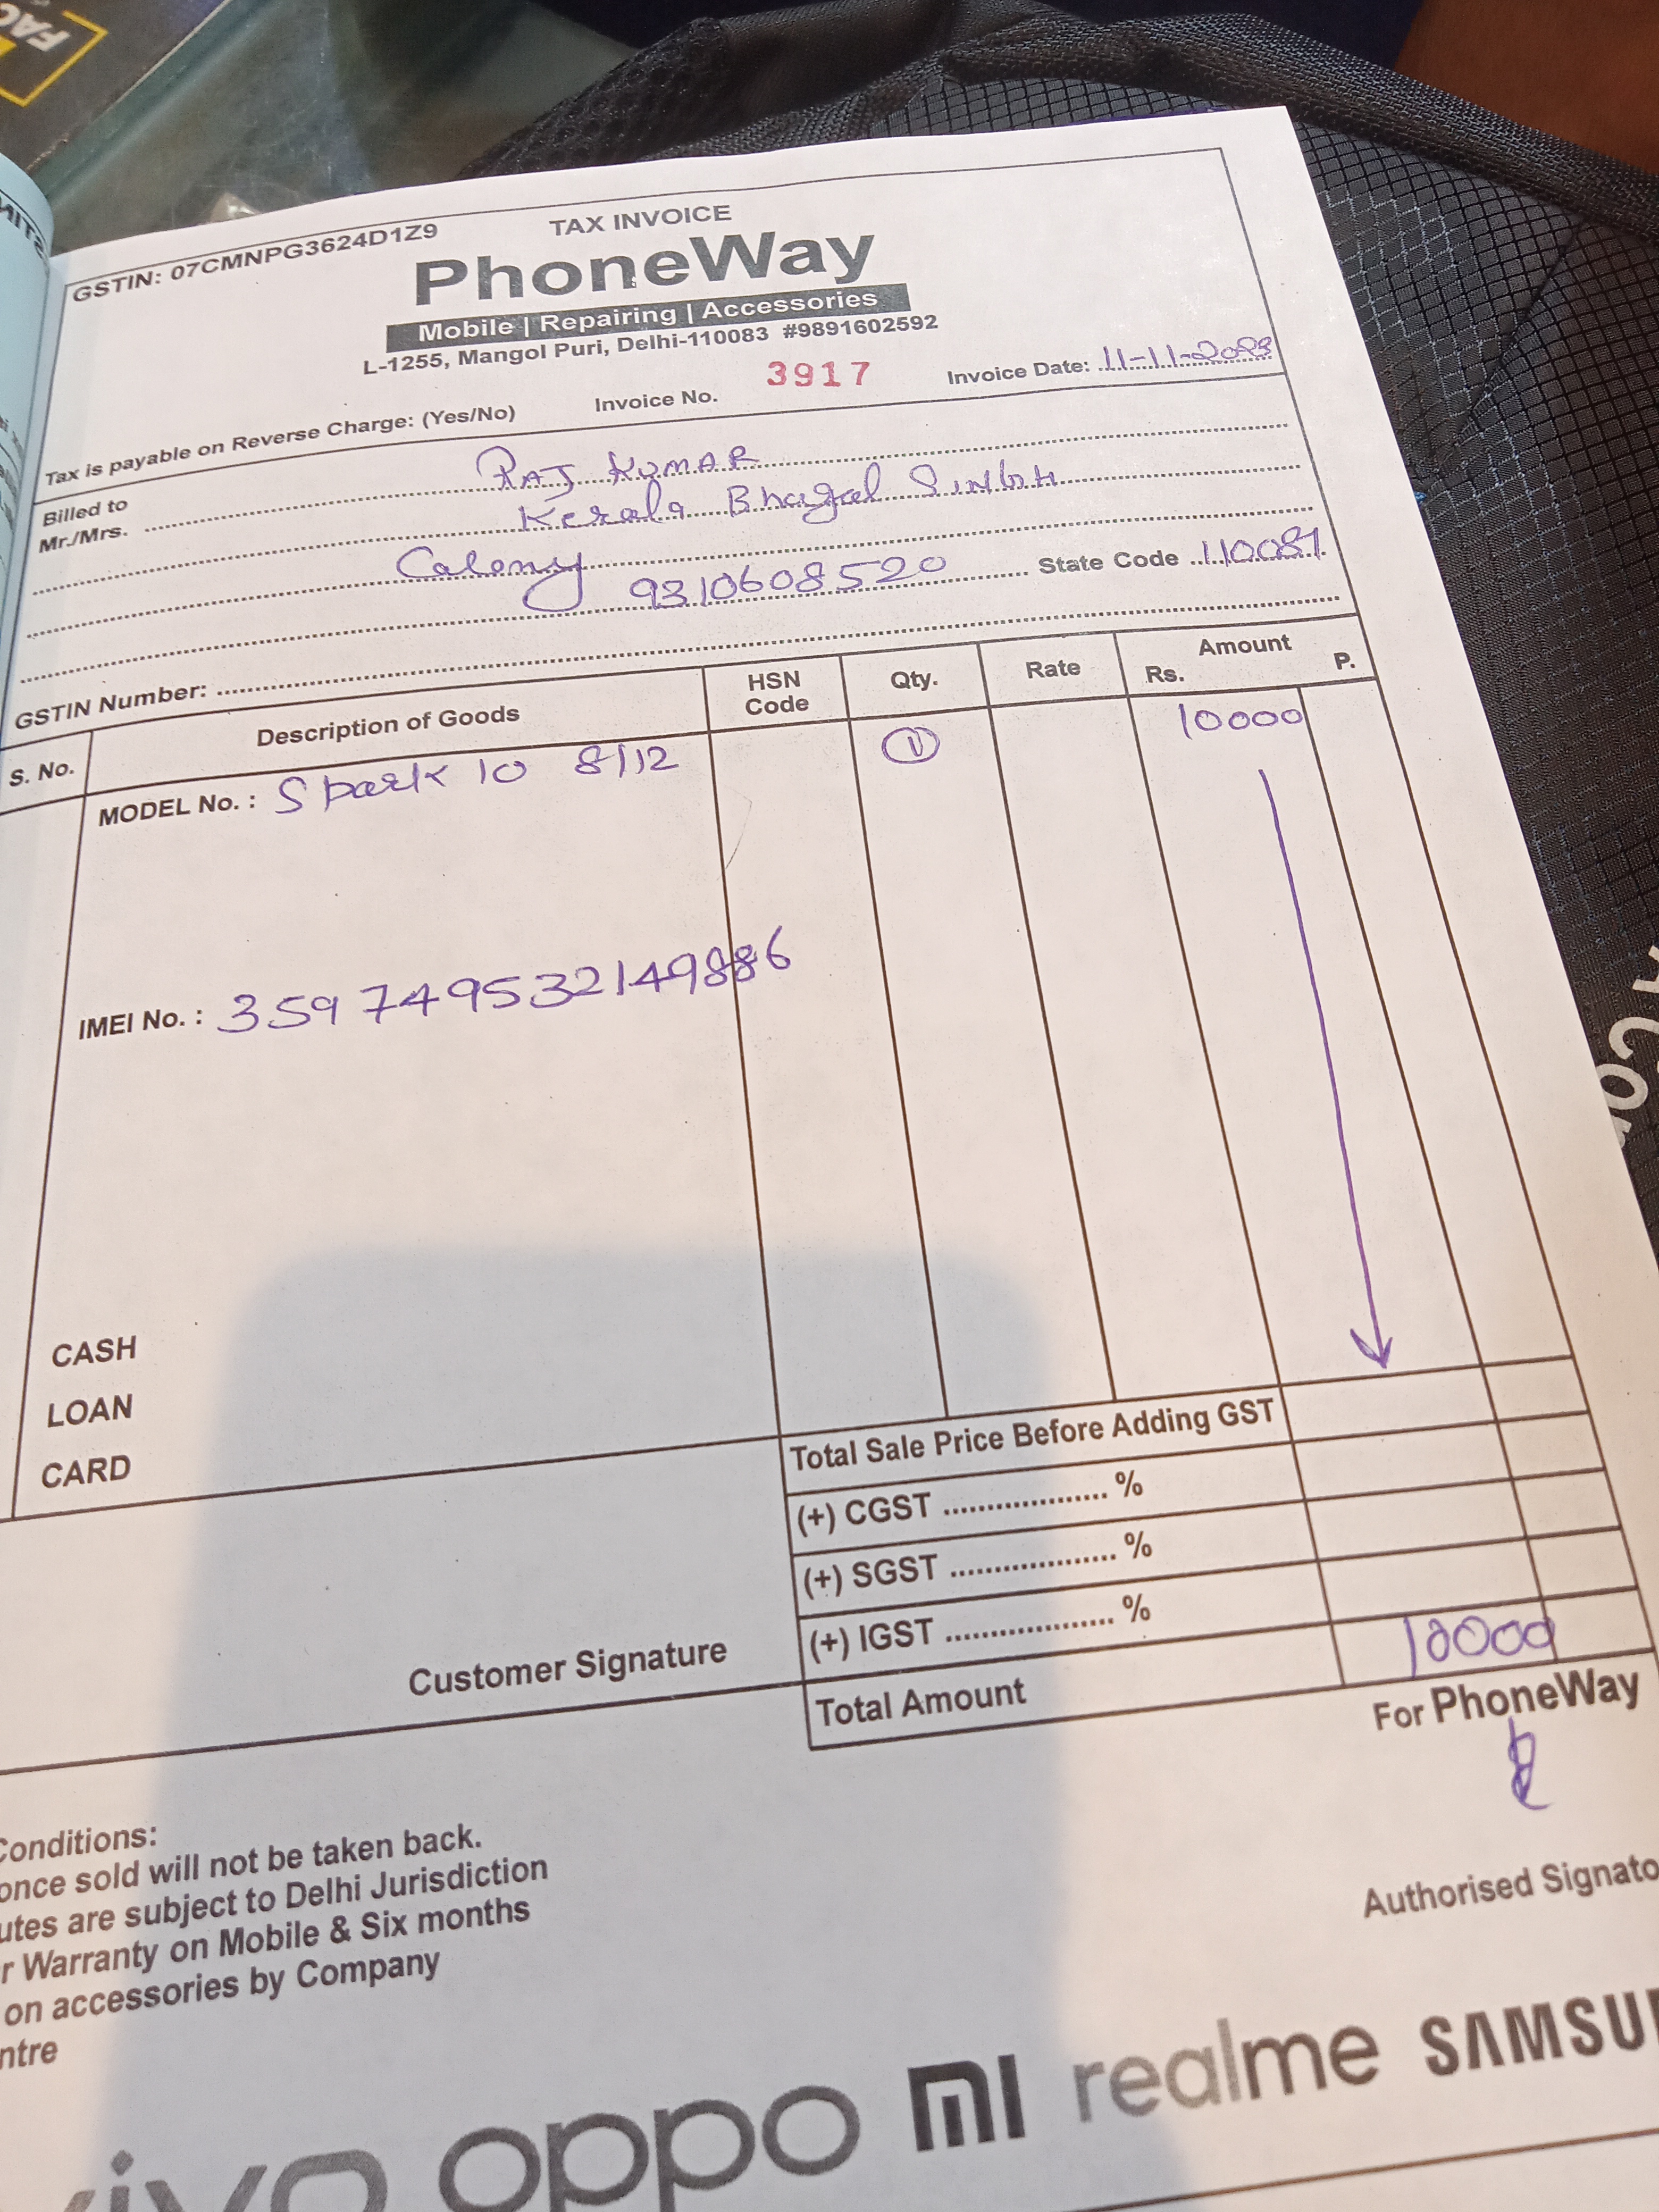 GSTIN: 07CMNPG3624D1Z9
TAX INVOICE
PhoneWay
Mobile | Repairing | Accessories
L-1255, Mangol Puri, Delhi-110083 #9891602592
Tax is payable on Reverse Charge: (Yes/No) Invoice No. 3917 Invoice Date: 11-11-2023
Billed to
Mr./Mrs. RAJ KUMAR
Kerala Bhagal SINGH
Colony 9310608520 State Code 110081
GSTIN Number:
S. No. Description of Goods HSN Code Qty. Rate Amount Rs. P.
MODEL No. : Spark 10 8/12 1 10000
IMEI No. : 359749532149886
CASH
LOAN
CARD
Total Sale Price Before Adding GST
(+) CGST .................... %
(+) SGST .................... %
(+) IGST .................... %
Customer Signature
Total Amount 10000
For PhoneWay
Conditions:
once sold will not be taken back.
utes are subject to Delhi Jurisdiction
r Warranty on Mobile & Six months
on accessories by Company
ntre
Authorised Signato
vivo oppo mi realme SAMSU